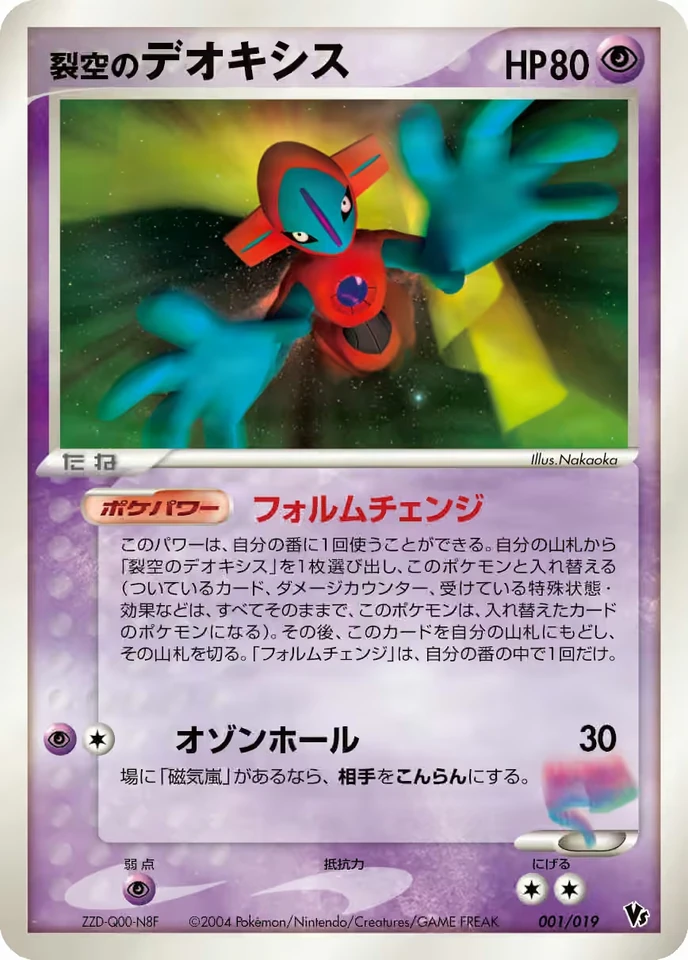 裂空のデオキシス HP80
たね
Illus.Nakaoka
ポケパワー フォルムチェンジ
このパワーは、自分の番に1回使うことができる。自分の山札から
「裂空のデオキシス」を1枚選び出し、このポケモンと入れ替える
（ついているカード、ダメージカウンター、受けている特殊状態・
効果などは、すべてそのままで、このポケモンは、入れ替えたカード
のポケモンになる）。その後、このカードを自分の山札にもどし、
その山札を切る。「フォルムチェンジ」は、自分の番の中で1回だけ。
オゾンホール 30
場に「磁気嵐」があるなら、相手をこんらんにする。
弱点 抵抗力 にげる
ZZD-Q00-N8F ©2004 Pokémon/Nintendo/Creatures/GAME FREAK 001/019 VS